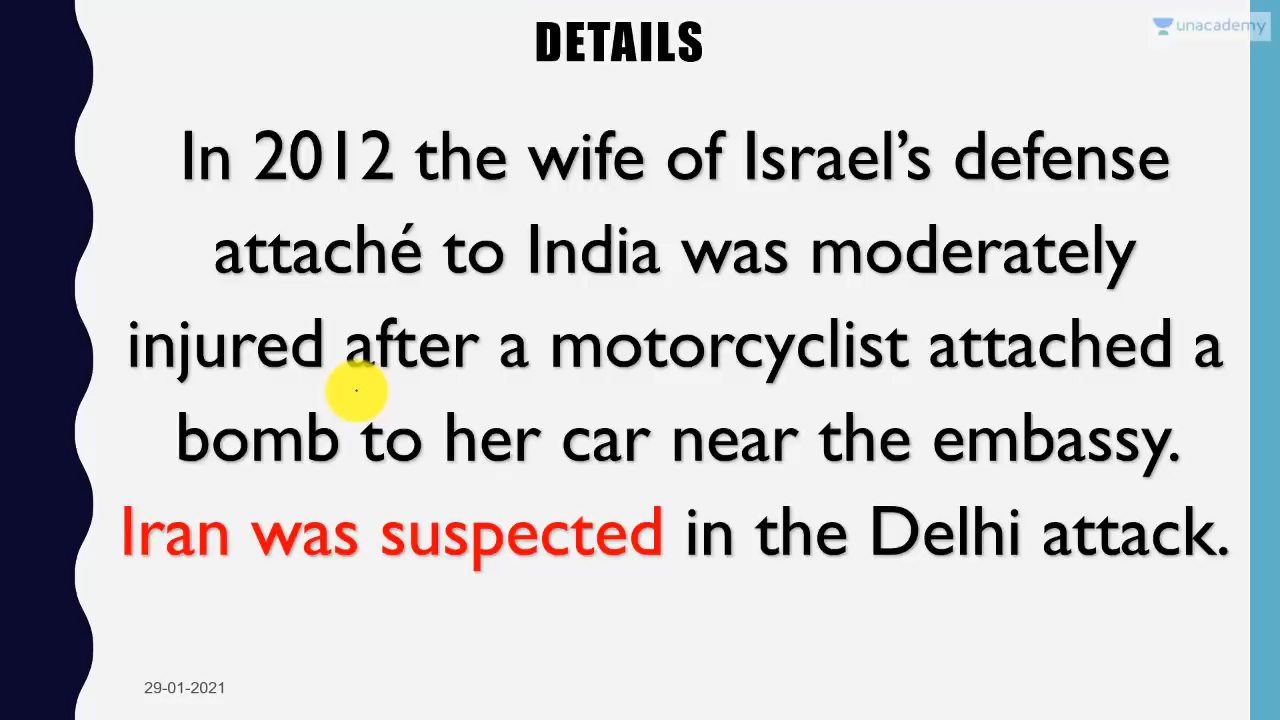 DETAILS
unacademy
In 2012 the wife of Israel’s defense
attaché to India was moderately
injured after a motorcyclist attached a
bomb to her car near the embassy.
Iran was suspected in the Delhi attack.
29-01-2021